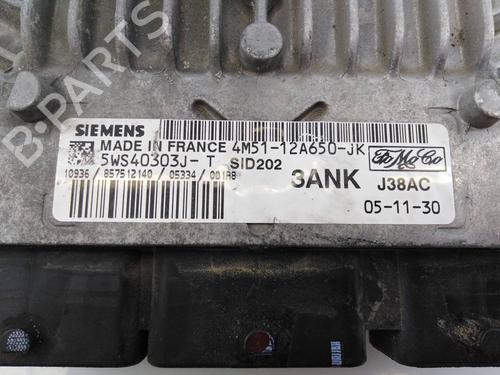 SIEMENS
MADE IN FRANCE 4M51-12A650-JK
5WS40303J- T SID202
FoMoCo
10936 / 857512140 / 05334 / 001R8
3ANK J38AC
05-11-30
B-Parts